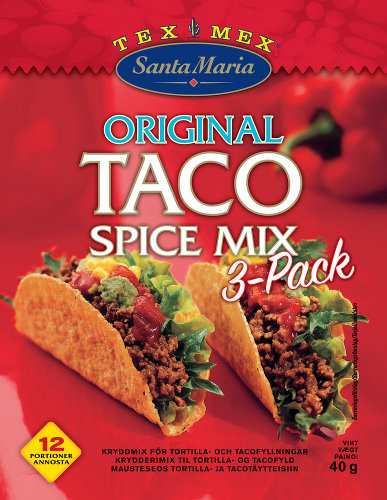 TEX MEX
Santa Maria
ORIGINAL
TACO
SPICE MIX
3-Pack
12
PORTIONER
ANNOSTA
KRYDDMIX FÖR TORTILLA- OCH TACOFYLLNINGAR
KRYDDERIMIX TIL TORTILLA- OG TACOFYLD
MAUSTESEOS TORTILLA- JA TACOTÄYTTEISIIN
VIKT
VÆGT
PAINO:
40 g